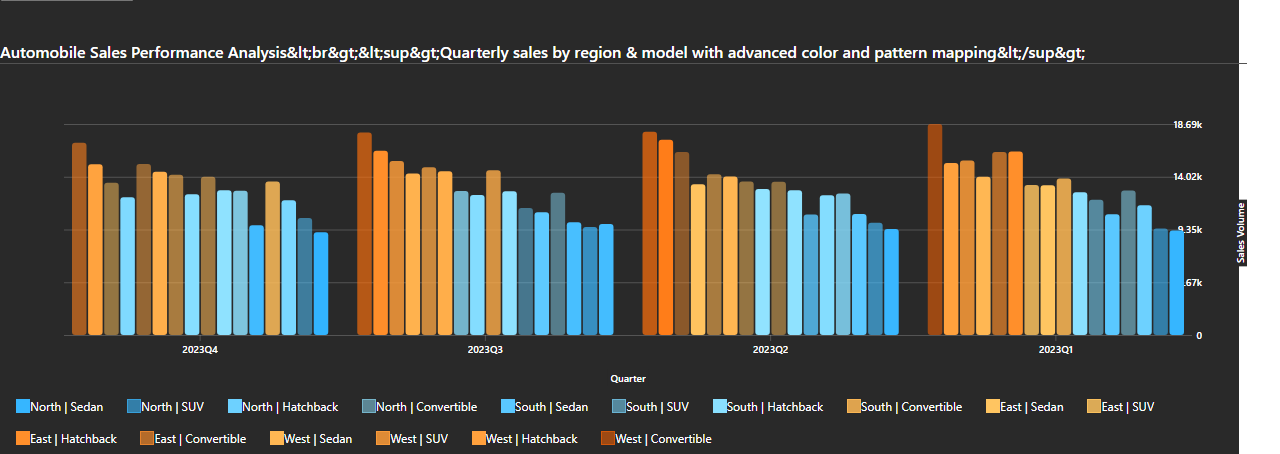 Automobile Sales Performance Analysis&lt;br&gt;&lt;sup&gt;Quarterly sales by region & model with advanced color and pattern mapping&lt;/sup&gt;
18.69k
14.02k
9.35k
.67k
0
Sales Volume
2023Q4 2023Q3 2023Q2 2023Q1
Quarter
North | Sedan North | SUV North | Hatchback North | Convertible South | Sedan South | SUV South | Hatchback South | Convertible East | Sedan East | SUV
East | Hatchback East | Convertible West | Sedan West | SUV West | Hatchback West | Convertible